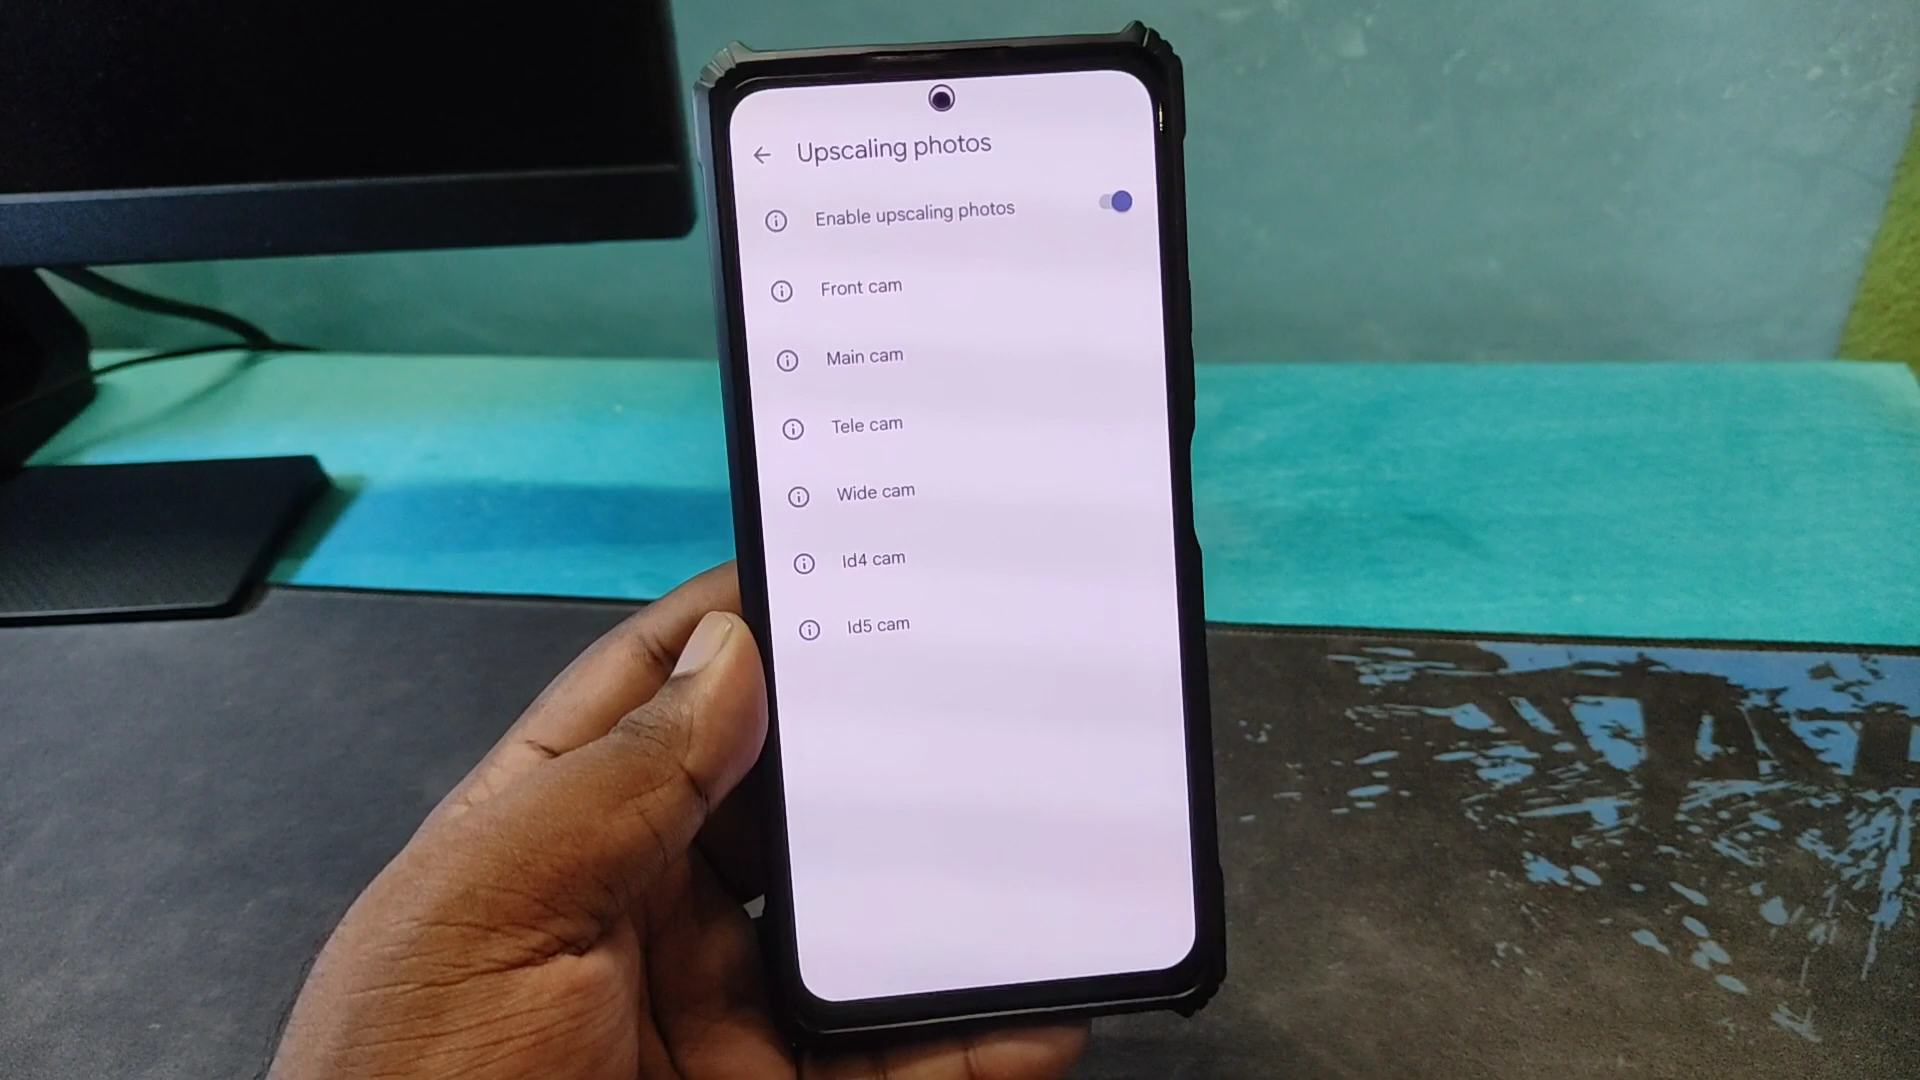 Upscaling photos
Enable upscaling photos
Front cam
Main cam
Tele cam
Wide cam
Id4 cam
Id5 cam